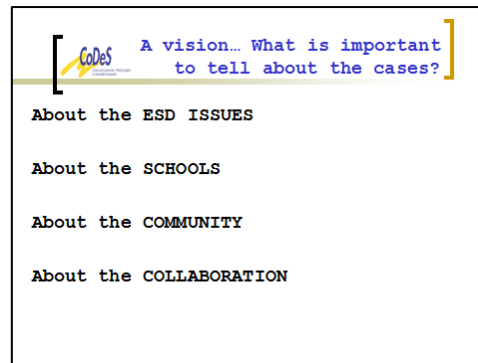 CoDeS
A vision… What is important
to tell about the cases?
About the ESD ISSUES
About the SCHOOLS
About the COMMUNITY
About the COLLABORATION